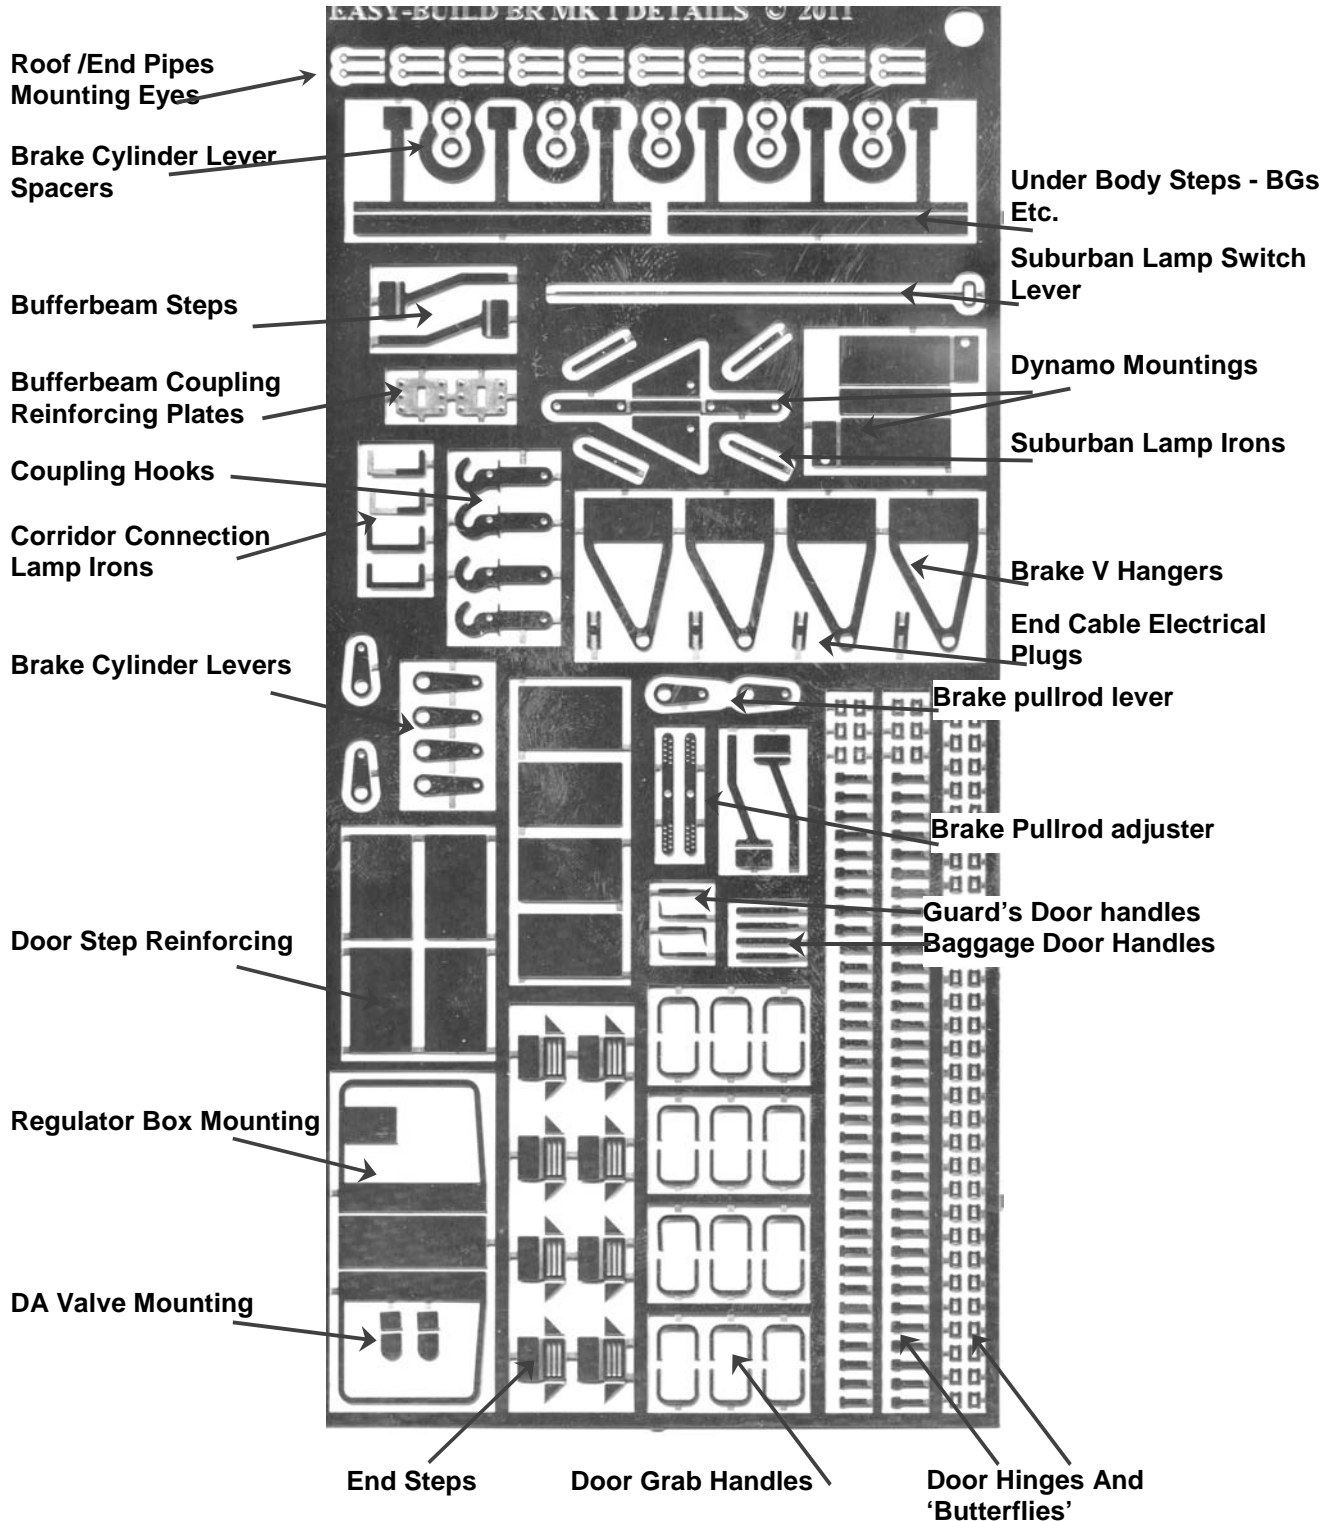 EASY-BUILD BR MK 1 DETAILS © 2011
Roof /End Pipes
Mounting Eyes
Brake Cylinder Lever
Spacers
Under Body Steps - BGs
Etc.
Suburban Lamp Switch
Lever
Bufferbeam Steps
Dynamo Mountings
Bufferbeam Coupling
Reinforcing Plates
Suburban Lamp Irons
Coupling Hooks
Corridor Connection
Lamp Irons
Brake V Hangers
End Cable Electrical
Plugs
Brake Cylinder Levers
Brake pullrod lever
Brake Pullrod adjuster
Guard’s Door handles
Baggage Door Handles
Door Step Reinforcing
Regulator Box Mounting
DA Valve Mounting
End Steps
Door Grab Handles
Door Hinges And
‘Butterflies’